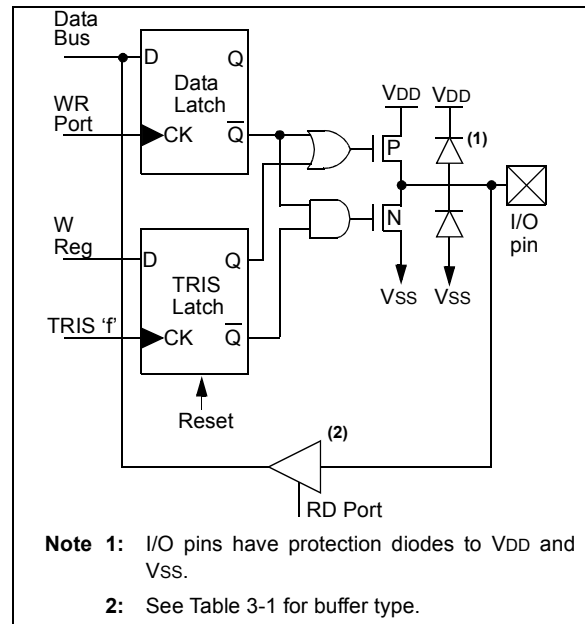 Data
Bus
D
Q
Data
Latch
WR
Port
CK
Q
VDD
VDD
P
(1)
W
Reg
D
Q
TRIS
Latch
N
I/O
pin
VSS
VSS
TRIS ‘f’
CK
Q
Reset
(2)
RD Port
Note 1: I/O pins have protection diodes to VDD and
VSS.
2: See Table 3-1 for buffer type.